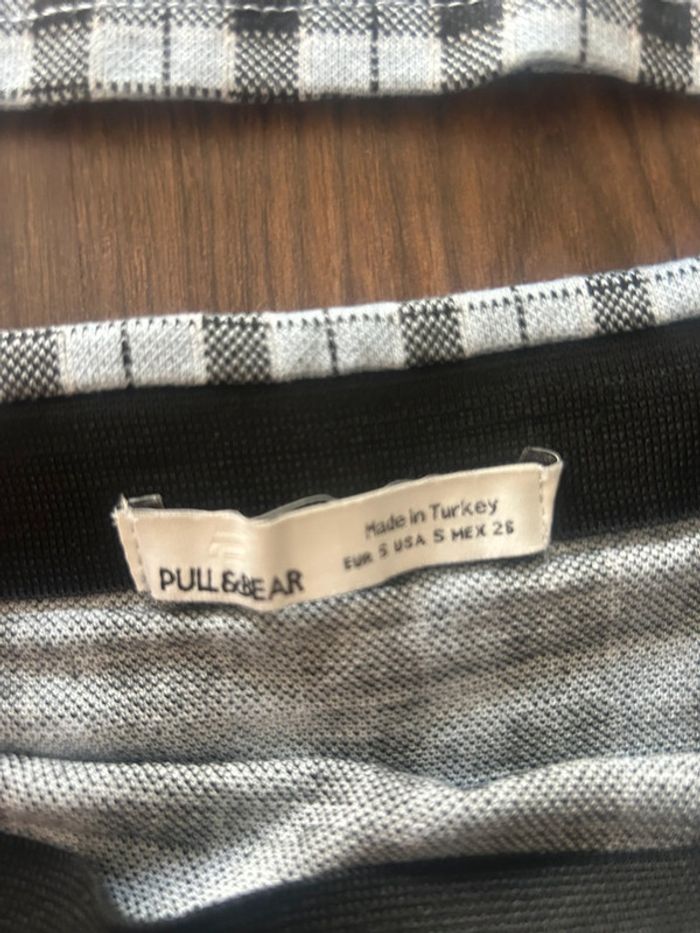 PULL&BEAR
Made in Turkey
EUR S USA S MEX 26